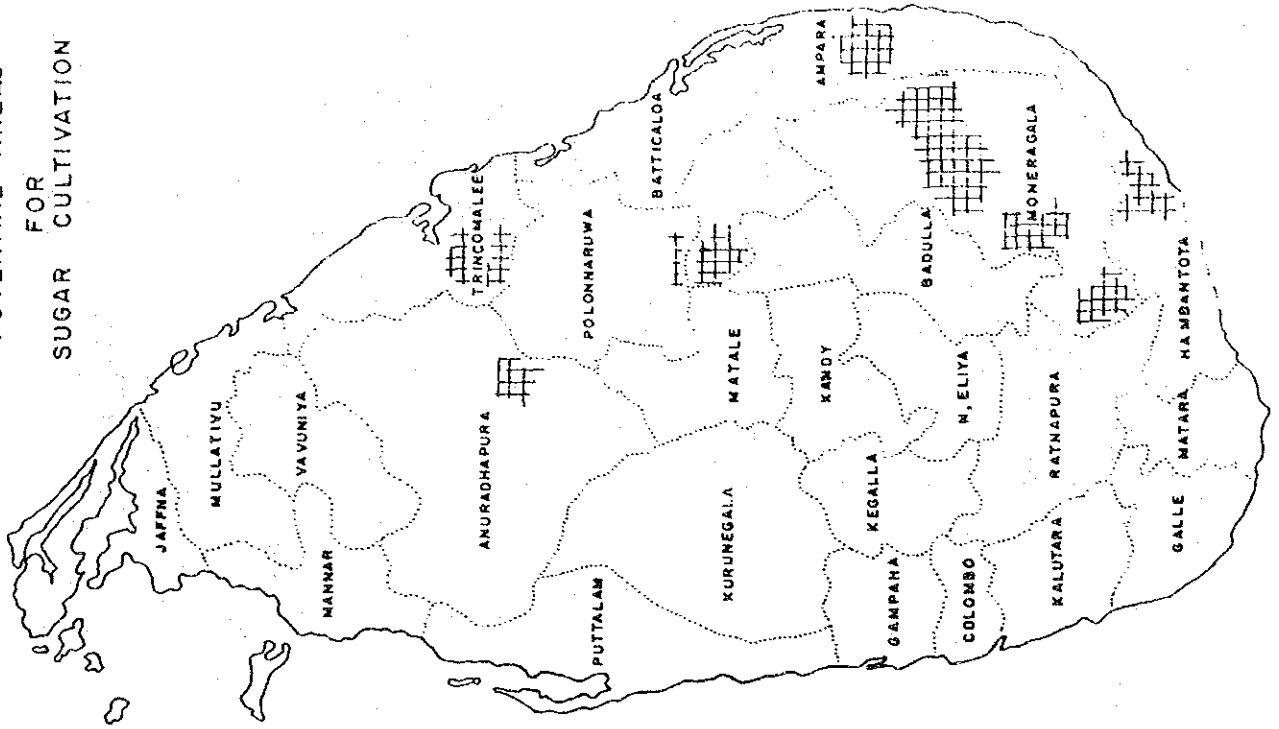 FOR
SUGAR CULTIVATION
JAFFNA
MULLATIVU
VAVUNIYA
MANNAR
ANURADHAPURA
TRINCOMALEE
POLONNARUWA
BATTICALOA
PUTTALAM
KURUNEGALA
MATALE
AMPARA
KANDY
KEGALLA
GAMPAHA
BADULLA
N, ELIYA
COLOMBO
MONERAGALA
KALUTARA
RATNAPURA
GALLE
MATARA
HAMBANTOTA